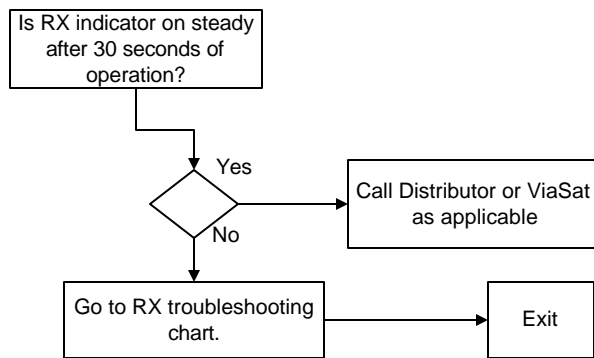 Is RX indicator on steady
after 30 seconds of
operation?
Yes
Call Distributor or ViaSat
as applicable
No
Go to RX troubleshooting
chart.
Exit